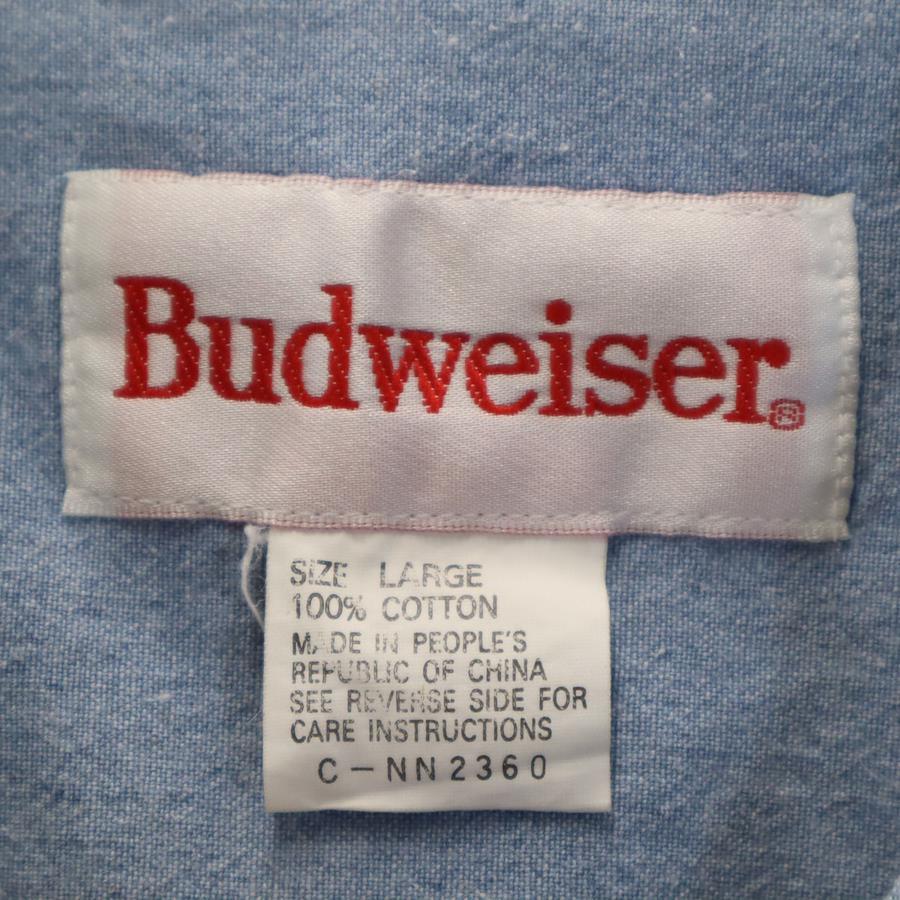 Budweiser®
SIZE LARGE
100% COTTON
MADE IN PEOPLE'S
REPUBLIC OF CHINA
SEE REVERSE SIDE FOR
CARE INSTRUCTIONS
C-NN2360